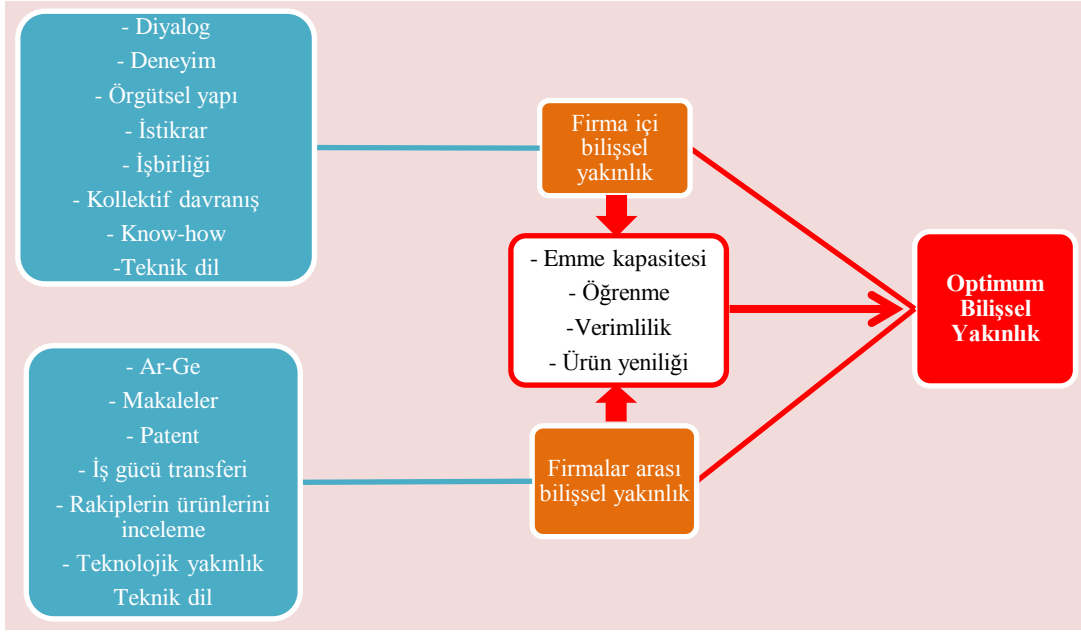 - Diyalog
- Deneyim
- Örgütsel yapı
- İstikrar
- İşbirliği
- Kollektif davranış
- Know-how
-Teknik dil
- Ar-Ge
- Makaleler
- Patent
- İş gücü transferi
- Rakiplerin ürünlerini
inceleme
- Teknolojik yakınlık
Teknik dil
Firma içi
bilişsel
yakınlık
- Emme kapasitesi
- Öğrenme
-Verimlilik
- Ürün yeniliği
Firmalar arası
bilişsel yakınlık
Optimum
Bilişsel
Yakınlık